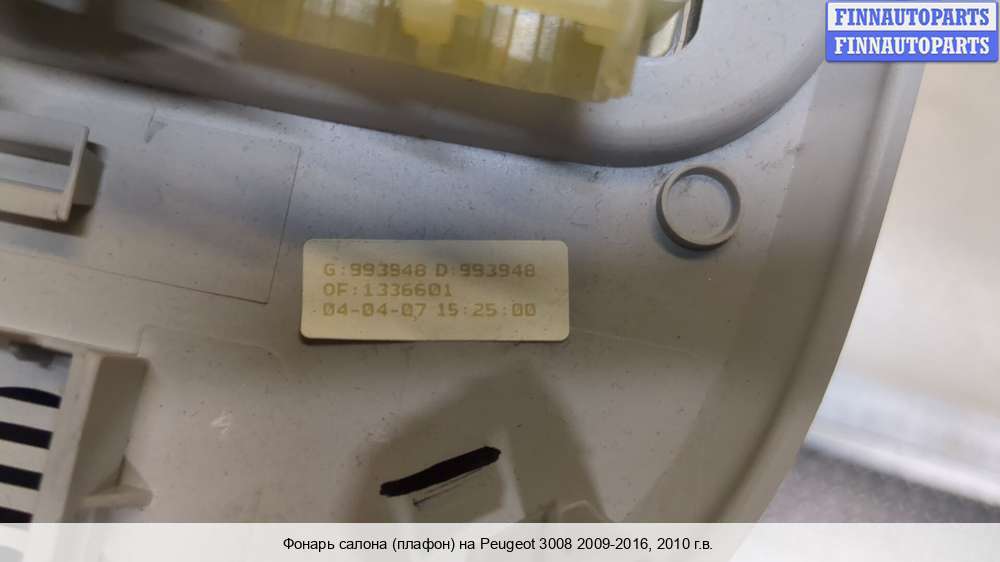 FINNAUTOPARTS
FINNAUTOPARTS
G:993948 D:993948
OF:1336601
04-04-07 15:25:00
Фонарь салона (плафон) на Peugeot 3008 2009-2016, 2010 г.в.